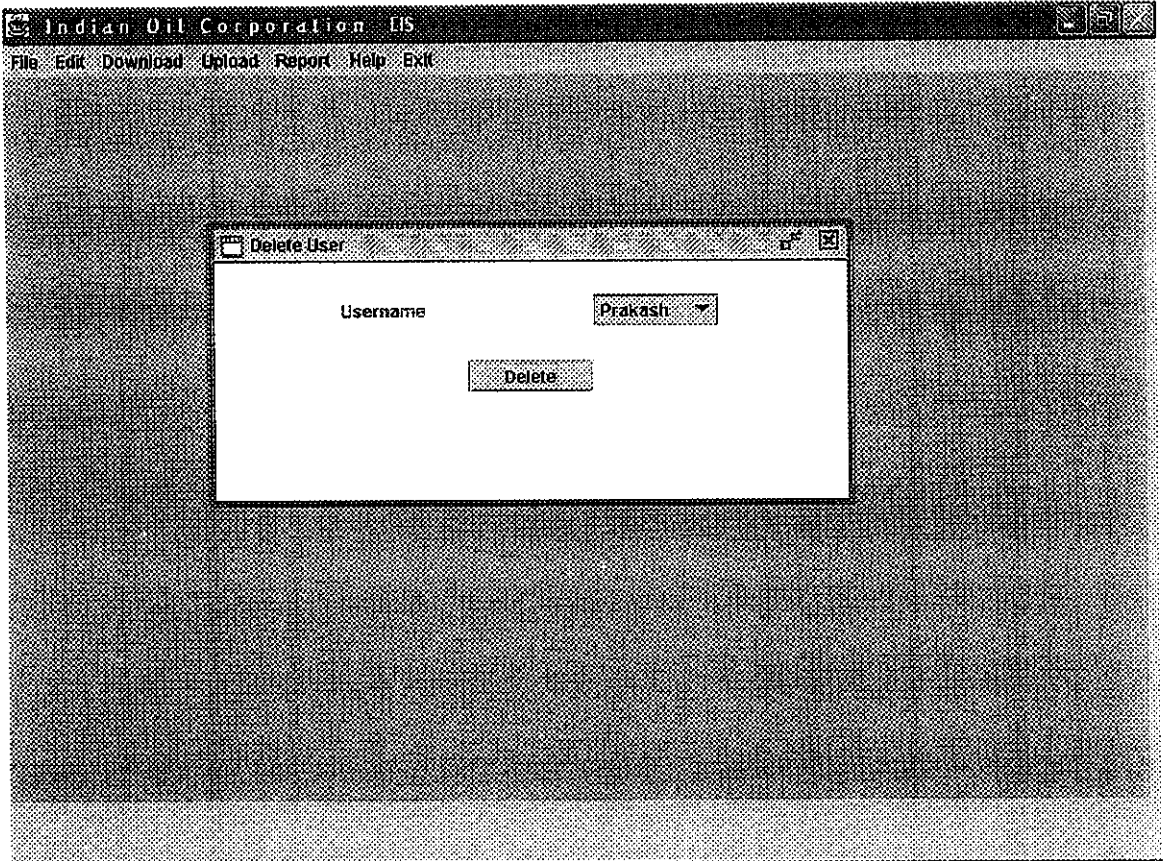 Indian Oil Corporation EIS
File Edit Download Upload Report Help Exit
Delete User
Username Prakash
Delete